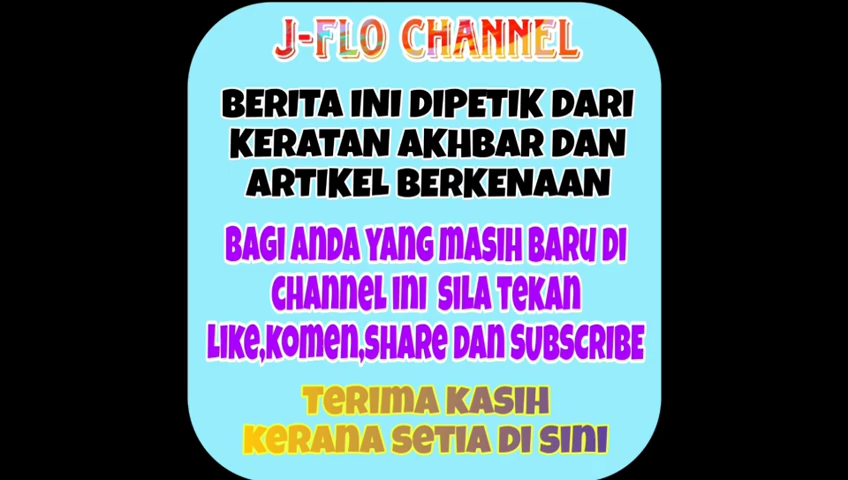 J-FLO CHANNEL
BERITA INI DIPETIK DARI
KERATAN AKHBAR DAN
ARTIKEL BERKENAAN
BAGI ANDA YANG MASIH BARU DI
CHANNEL INI SILA TEKAN
LIKE,KOMEN,SHARE DAN SUBSCRIBE
TERIMA KASIH
KERANA SETIA DI SINI